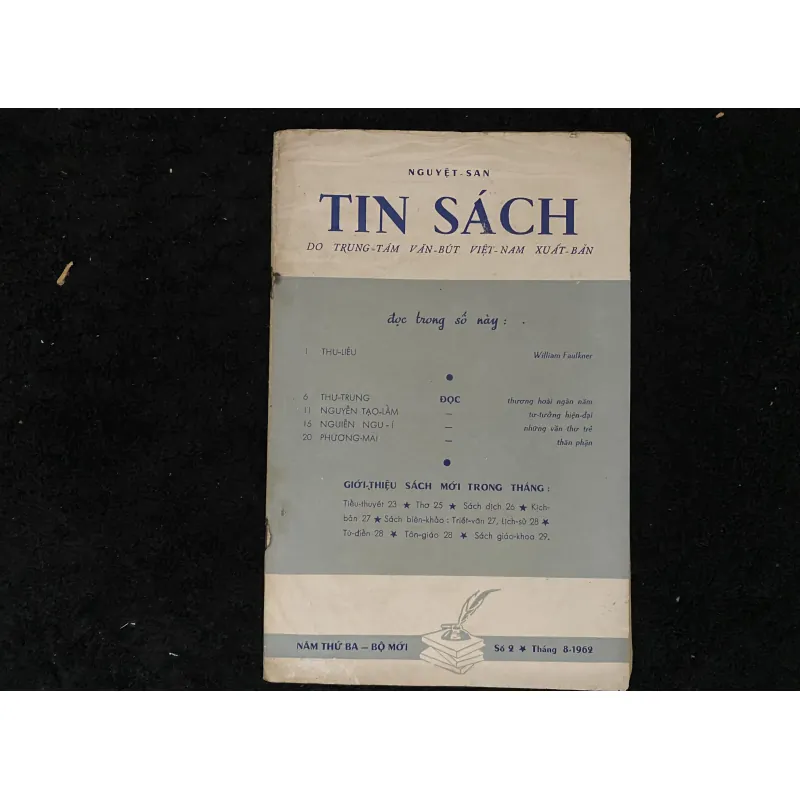 NGUYỆT-SAN
TIN SÁCH
DO TRUNG-TÂM VĂN-BÚT VIỆT-NAM XUẤT-BẢN
đọc trong số này :
1 THU-LIỄU William Faulkner
6 THƯ-TRUNG ĐỌC thương hoài ngàn năm
11 NGUYỄN TẠO-LÂM — tư-tưởng hiện-đại
15 NGUIỄN NGU-Í — những vần thơ trẻ
20 PHƯƠNG-MAI — thân phận
GIỚI-THIỆU SÁCH MỚI TRONG THÁNG :
Tiểu-thuyết 23 ★ Thơ 25 ★ Sách dịch 26 ★ Kịch-
bản 27 ★ Sách biên-khảo : Triết-văn 27, Lịch-sử 28 ★
Từ-điển 28 ★ Tôn-giáo 28 ★ Sách giáo-khoa 29.
NĂM THỨ BA — BỘ MỚI Số 2 ★ Tháng 8-1962